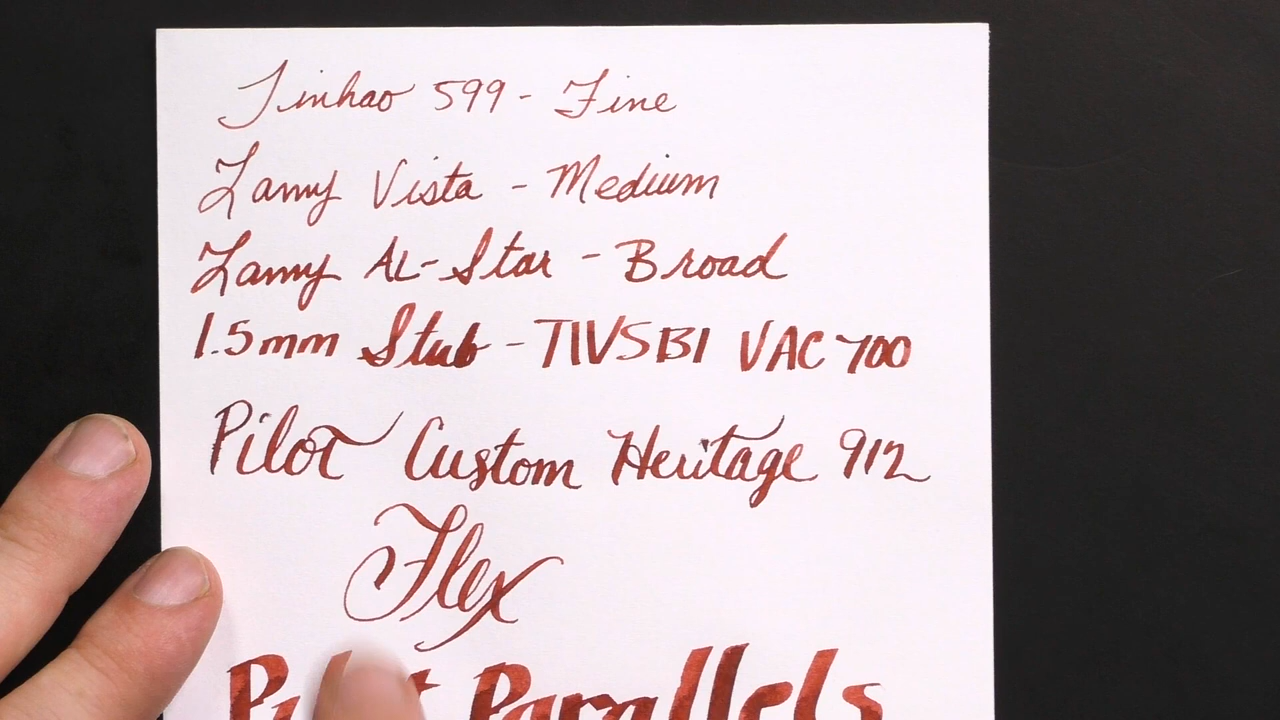 Jinhao 599 - Fine
Lamy Vista - Medium
Lamy AL-Star - Broad
1.5mm Stub - TWSBI VAC 700
Pilot Custom Heritage 912
Flex
Parallels